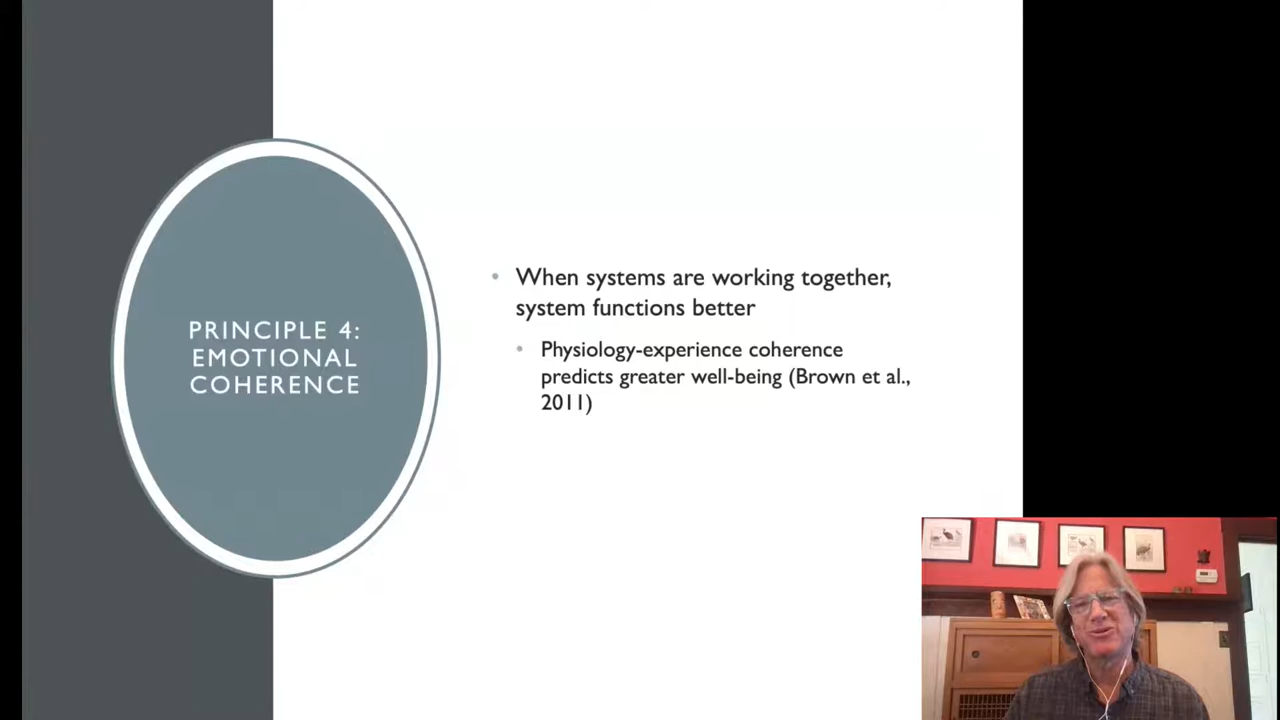 PRINCIPLE 4:
EMOTIONAL
COHERENCE
When systems are working together,
system functions better
Physiology-experience coherence
predicts greater well-being (Brown et al.,
2011)